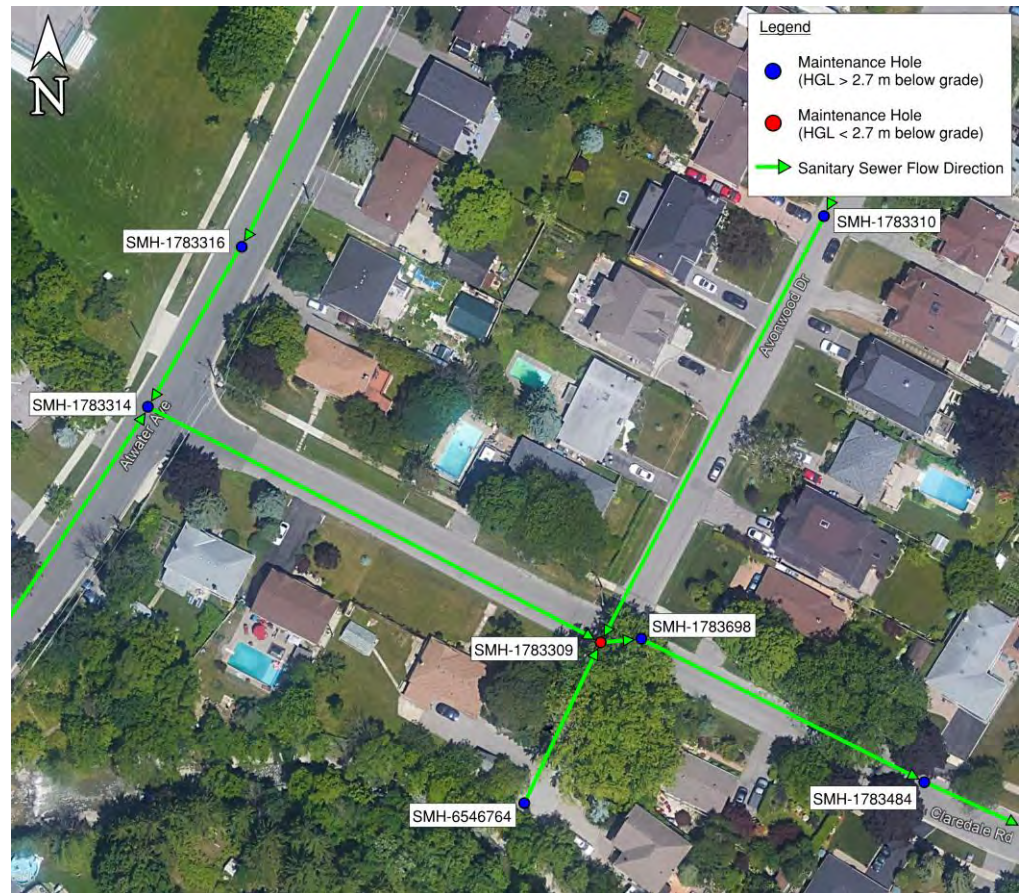 N
Legend
Maintenance Hole
(HGL > 2.7 m below grade)
Maintenance Hole
(HGL < 2.7 m below grade)
Sanitary Sewer Flow Direction
SMH-1783310
SMH-1783316
Avonwood Dr
SMH-1783314
Atwater Ave
SMH-1783698
SMH-1783309
SMH-1783484
SMH-6546764
Claredale Rd